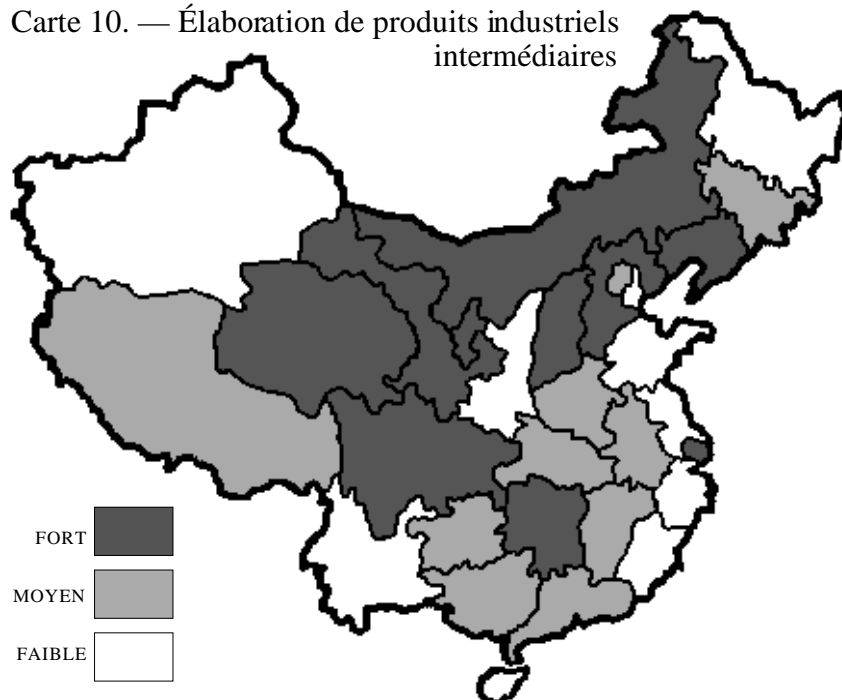 Carte 10. — Élaboration de produits industriels
intermédiaires
FORT
MOYEN
FAIBLE